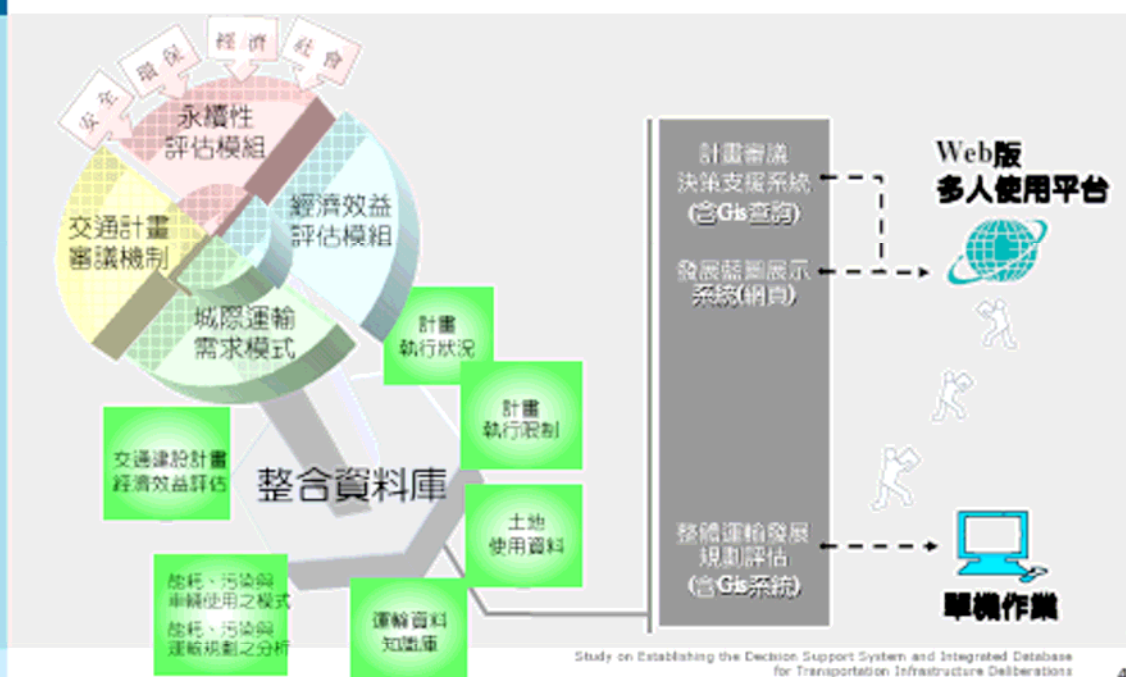 安全
環保
經濟
社會
永續性
評估模組
交通計畫
審議機制
經濟效益
評估模組
城際運輸
需求模式
計畫
執行狀況
計畫
執行限制
交通建設計畫
經濟效益評估
整合資料庫
土地
使用資料
能耗、污染與
車輛使用之模式
能耗、污染與
運輸規劃之分析
運輸資料
知識庫
計畫審議
決策支援系統
(含Gis查詢)
發展藍圖展示
系統(網頁)
整體運輸發展
規劃評估
(含Gis系統)
Web版
多人使用平台
單機作業
Study on Establishing the Decision Support System and Integrated Database
for Transportation Infrastructure Deliberations
4